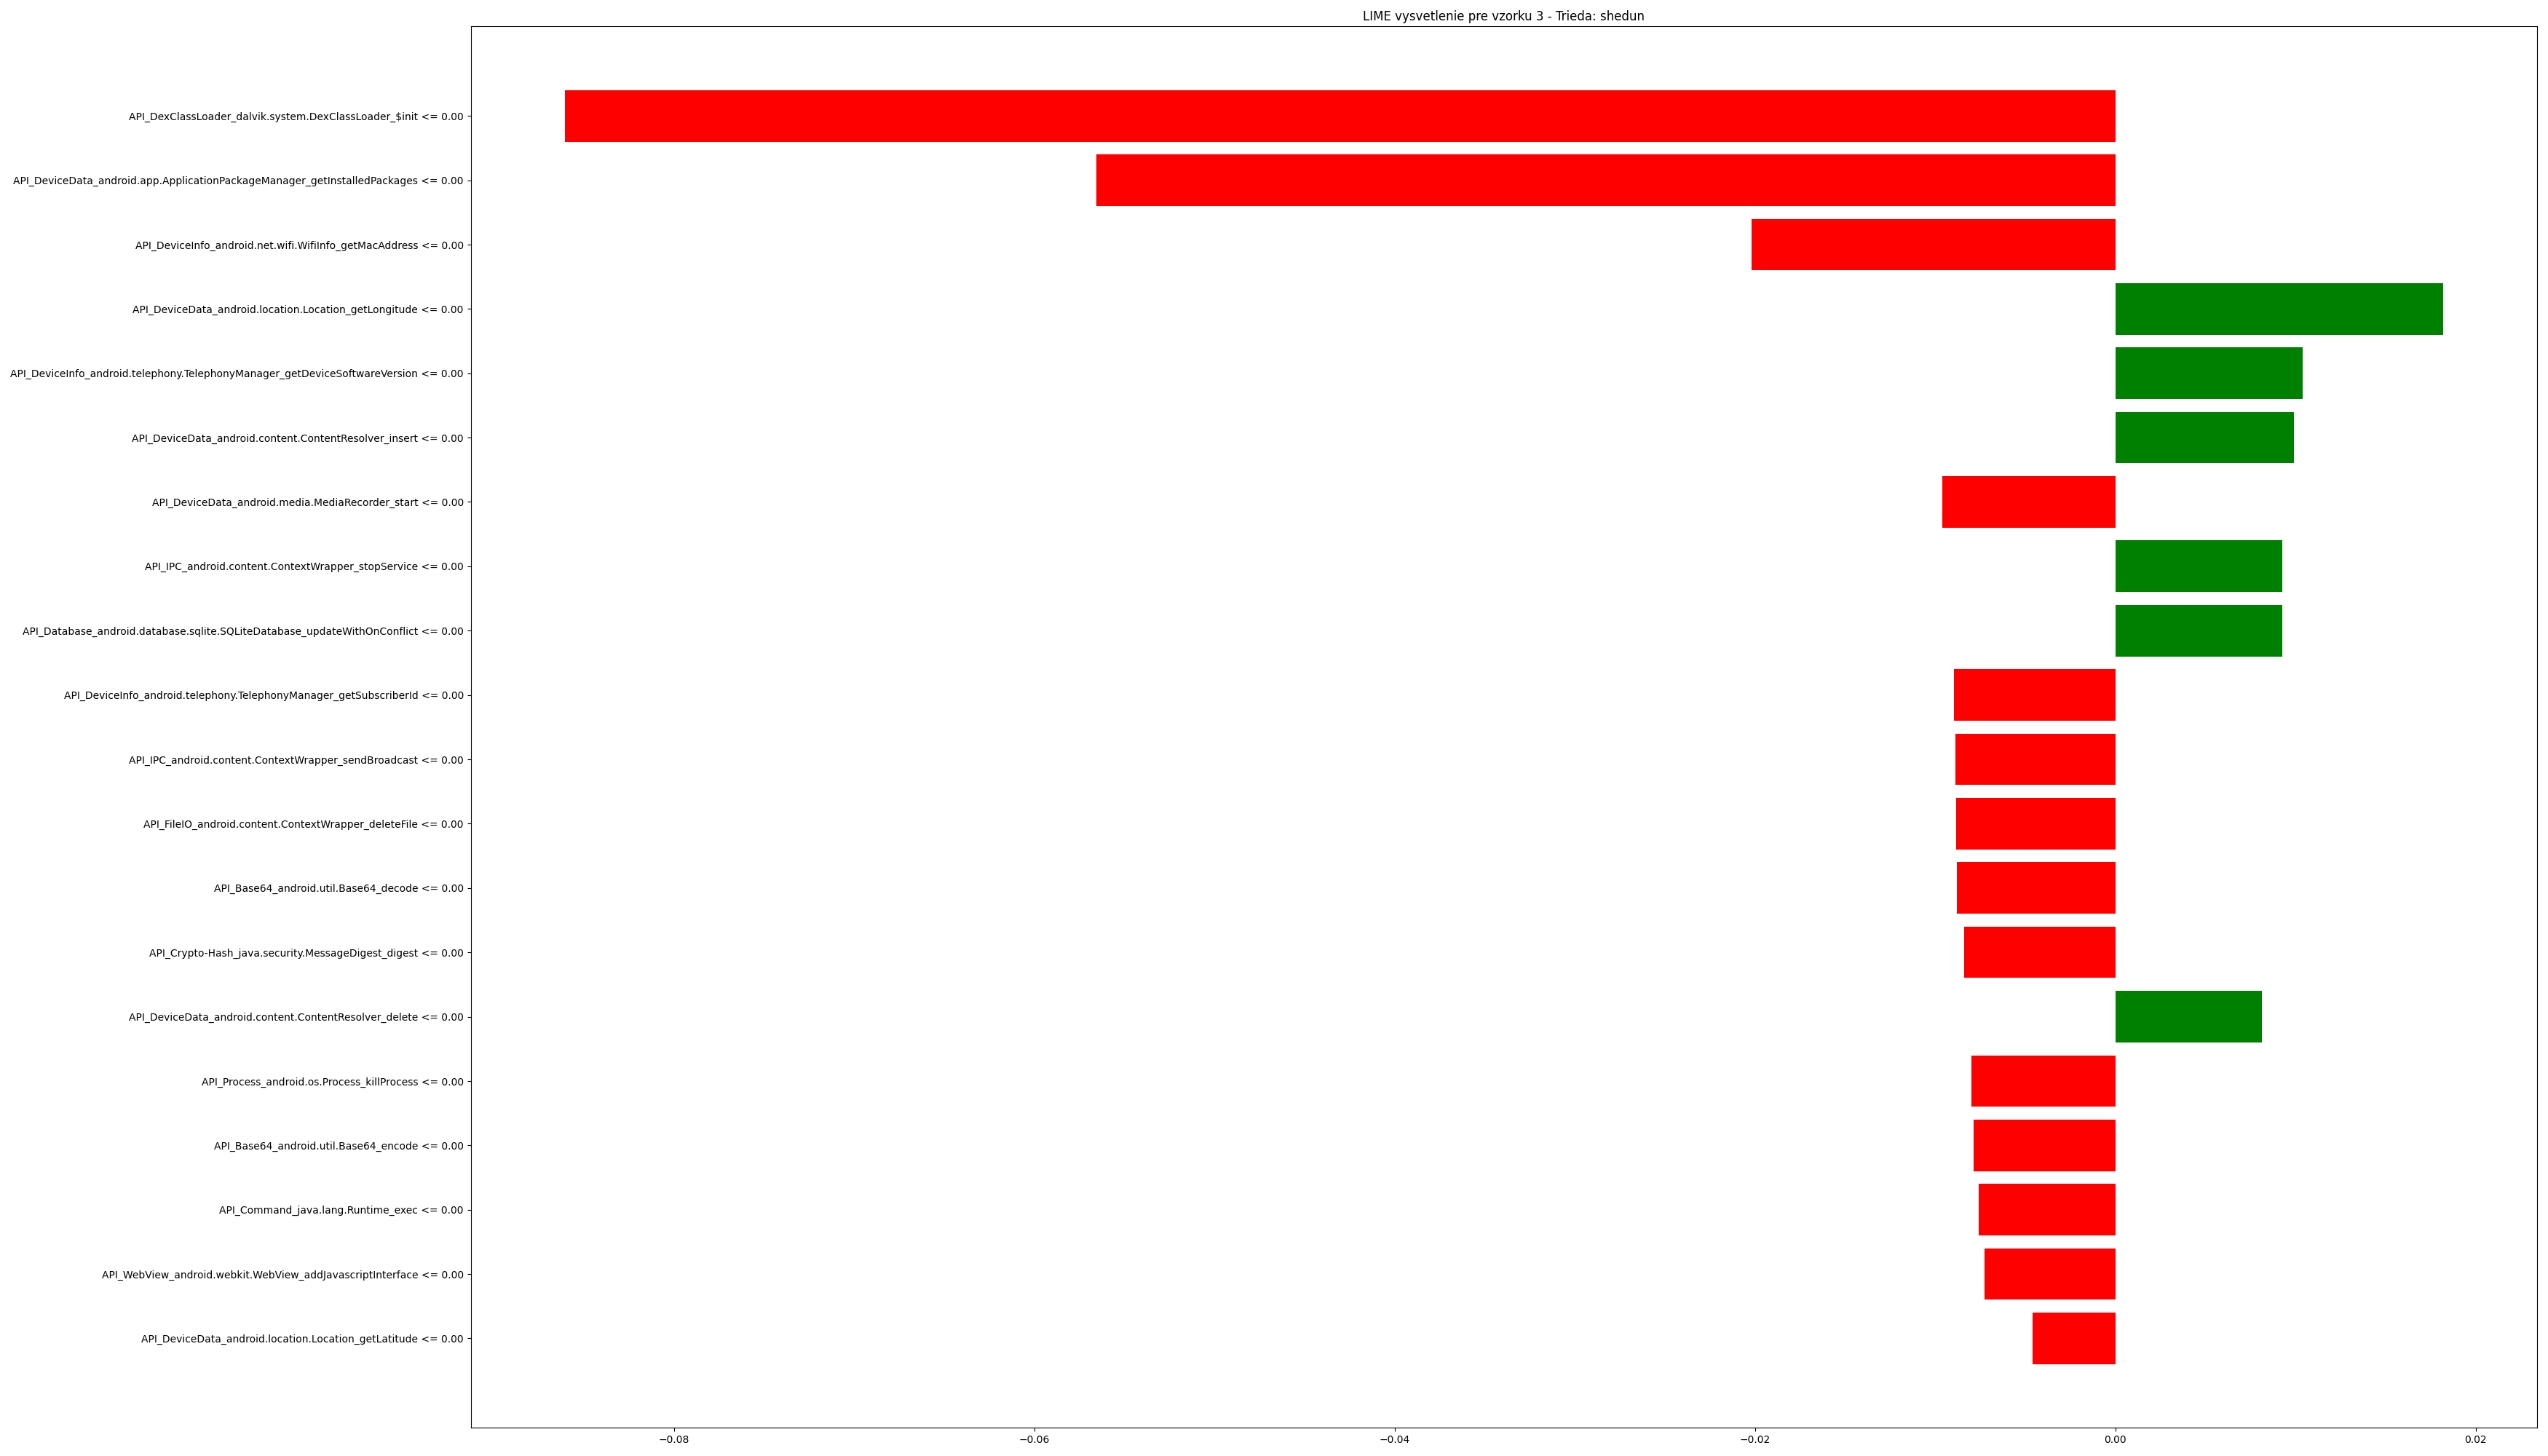 LIME vysvetlenie pre vzorku 3 - Trieda: shedun
API_DexClassLoader_dalvik.system.DexClassLoader_$init <= 0.00
API_DeviceData_android.app.ApplicationPackageManager_getInstalledPackages <= 0.00
API_DeviceInfo_android.net.wifi.WifiInfo_getMacAddress <= 0.00
API_DeviceData_android.location.Location_getLongitude <= 0.00
API_DeviceInfo_android.telephony.TelephonyManager_getDeviceSoftwareVersion <= 0.00
API_DeviceData_android.content.ContentResolver_insert <= 0.00
API_DeviceData_android.media.MediaRecorder_start <= 0.00
API_IPC_android.content.ContextWrapper_stopService <= 0.00
API_Database_android.database.sqlite.SQLiteDatabase_updateWithOnConflict <= 0.00
API_DeviceInfo_android.telephony.TelephonyManager_getSubscriberId <= 0.00
API_IPC_android.content.ContextWrapper_sendBroadcast <= 0.00
API_FileIO_android.content.ContextWrapper_deleteFile <= 0.00
API_Base64_android.util.Base64_decode <= 0.00
API_Crypto-Hash_java.security.MessageDigest_digest <= 0.00
API_DeviceData_android.content.ContentResolver_delete <= 0.00
API_Process_android.os.Process_killProcess <= 0.00
API_Base64_android.util.Base64_encode <= 0.00
API_Command_java.lang.Runtime_exec <= 0.00
API_WebView_android.webkit.WebView_addJavascriptInterface <= 0.00
API_DeviceData_android.location.Location_getLatitude <= 0.00
−0.08 −0.06 −0.04 −0.02 0.00 0.02